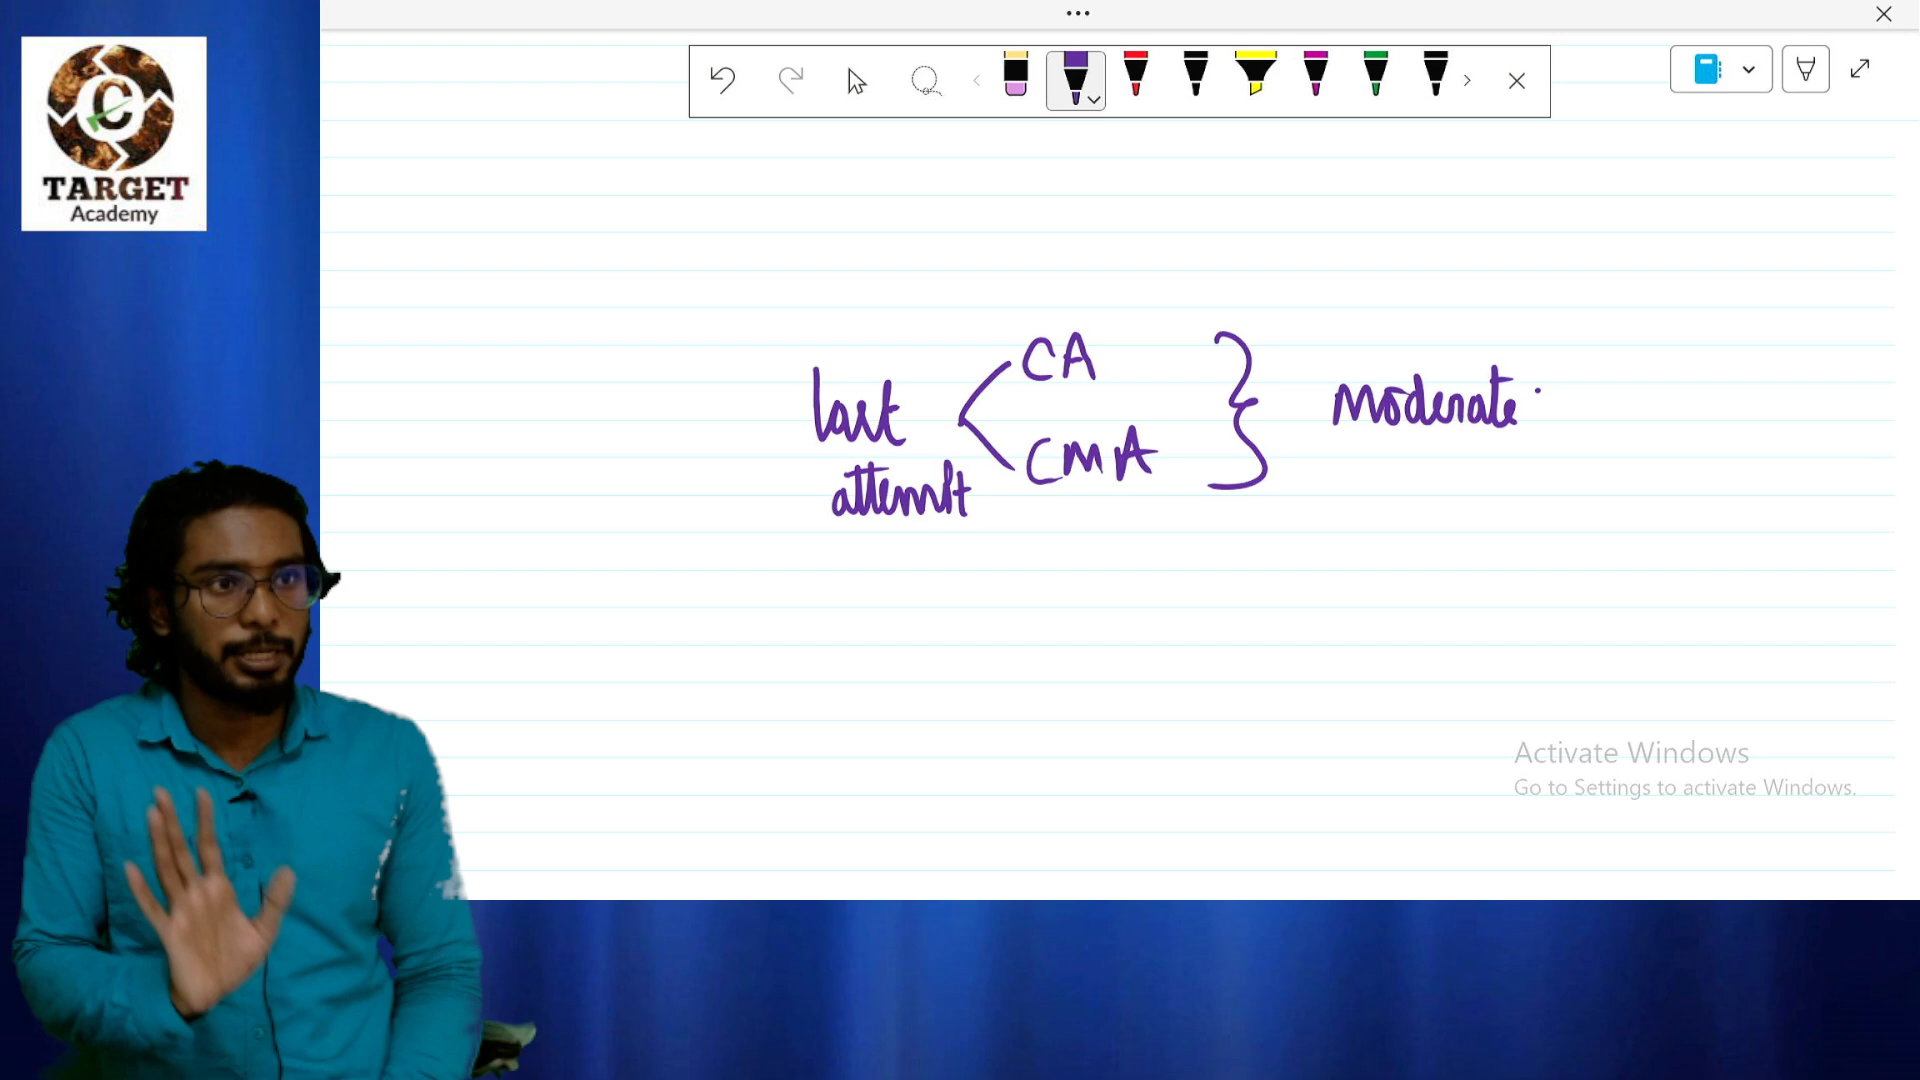 TARGET
Academy
last
attempt
CA
CMA
Moderate
Activate Windows
Go to Settings to activate Windows.